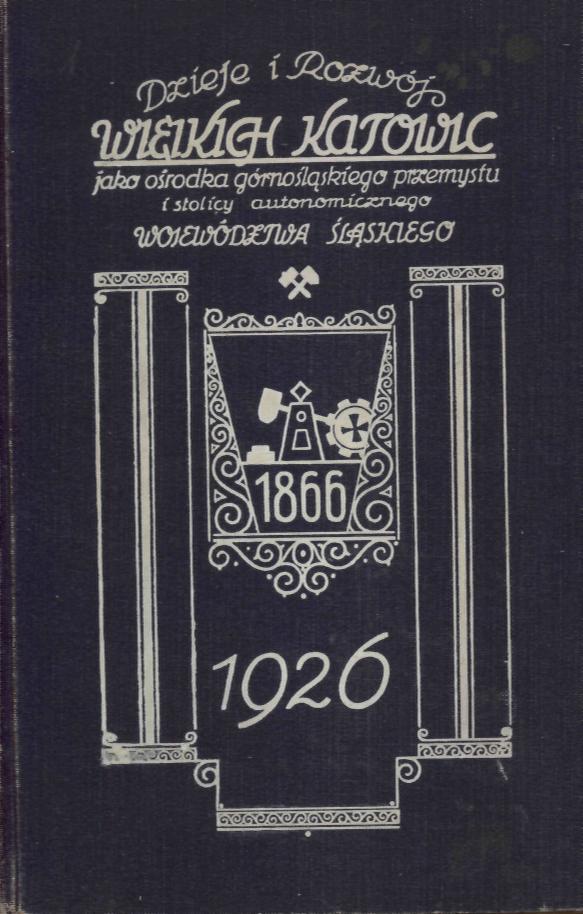 Dzieje i Rozwój
WIELKICH KATOWIC
jako ośrodka górnośląskiego przemysłu
i stolicy autonomicznego
WOJEWÓDZTWA ŚLĄSKIEGO
1866
1926